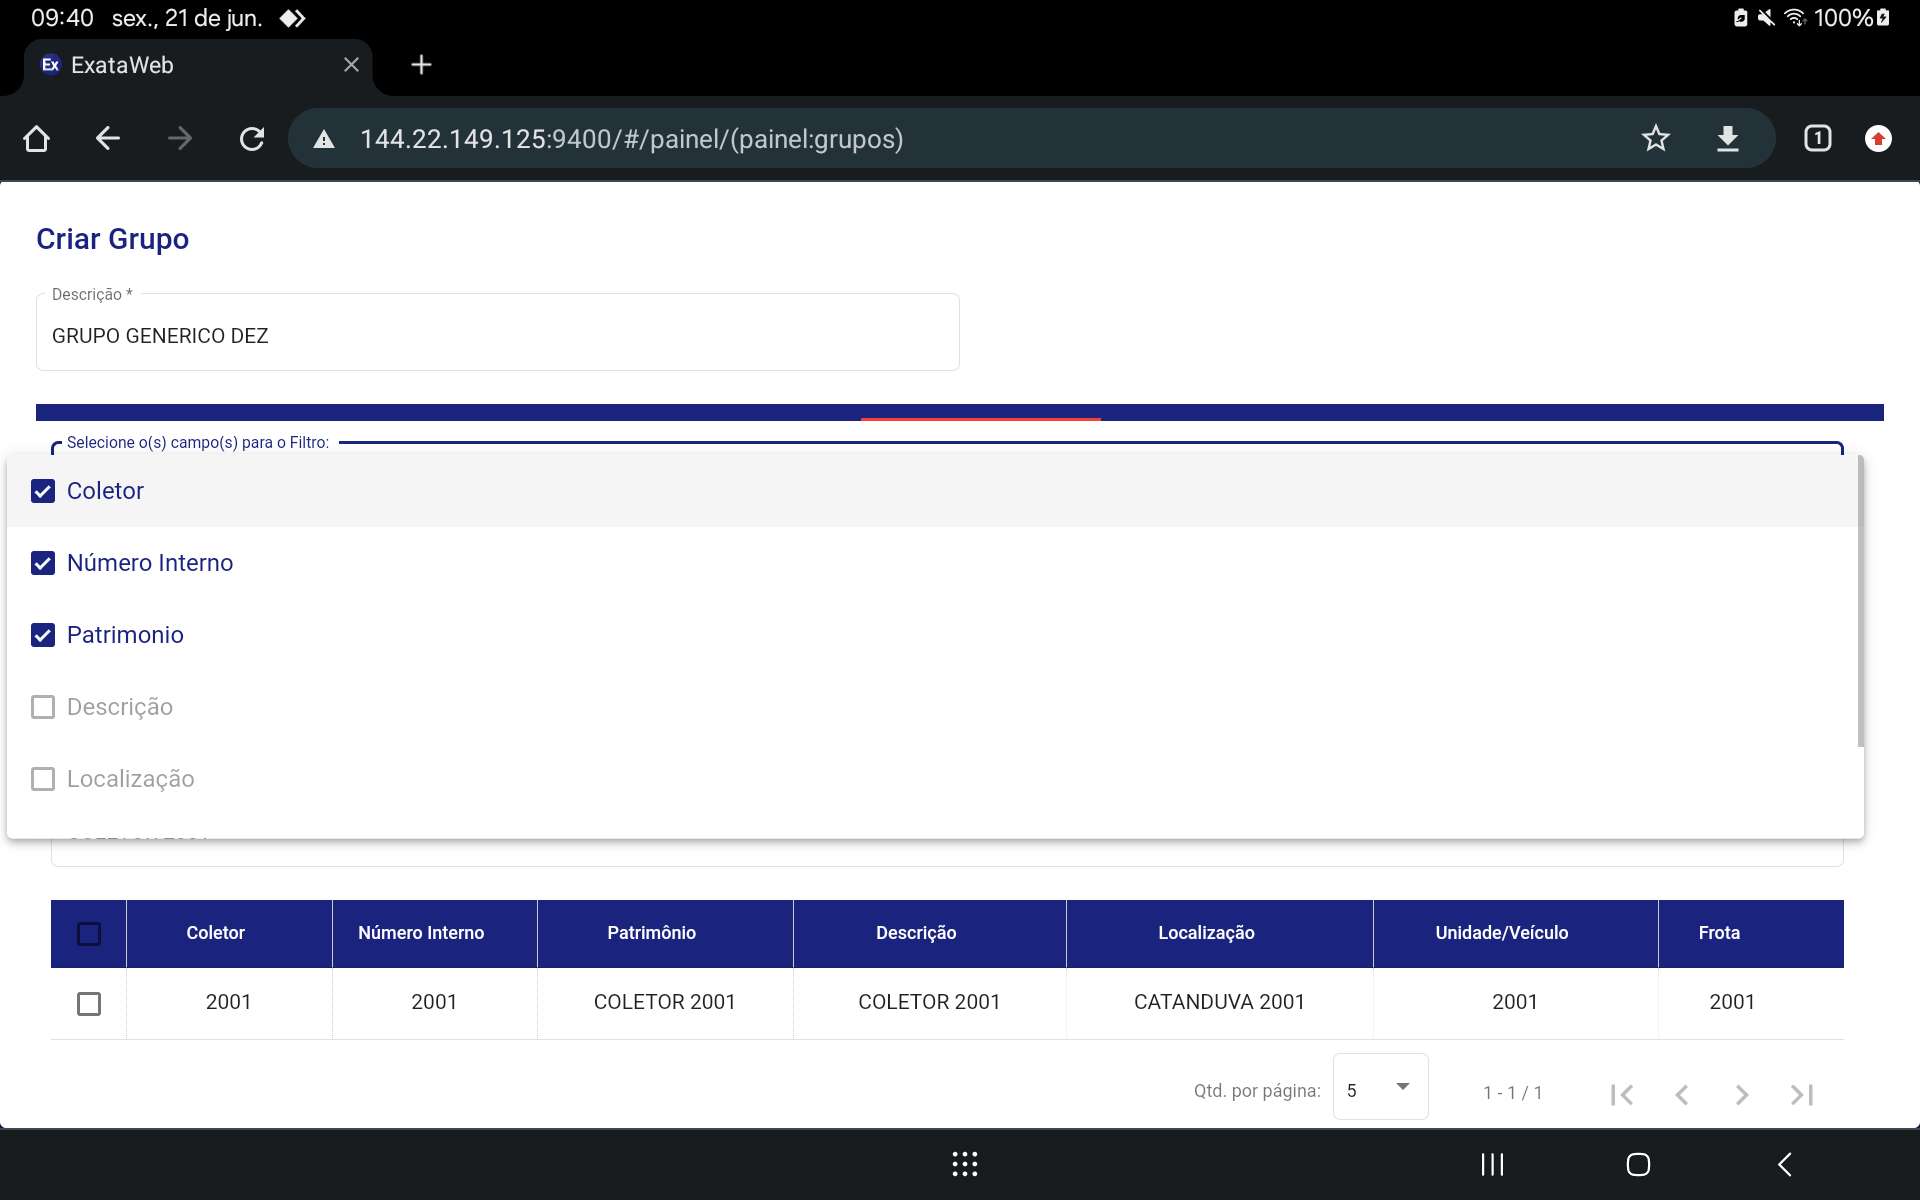 09:40 sex., 21 de jun.
100%
Ex ExataWeb
144.22.149.125:9400/#/painel/(painel:grupos)
1
Criar Grupo
Descrição *
GRUPO GENERICO DEZ
Selecione o(s) campo(s) para o Filtro:
Coletor
Número Interno
Patrimonio
Descrição
Localização
Coletor Número Interno Patrimônio Descrição Localização Unidade/Veículo Frota
2001 2001 COLETOR 2001 COLETOR 2001 CATANDUVA 2001 2001 2001
Qtd. por página: 5 1 - 1 / 1